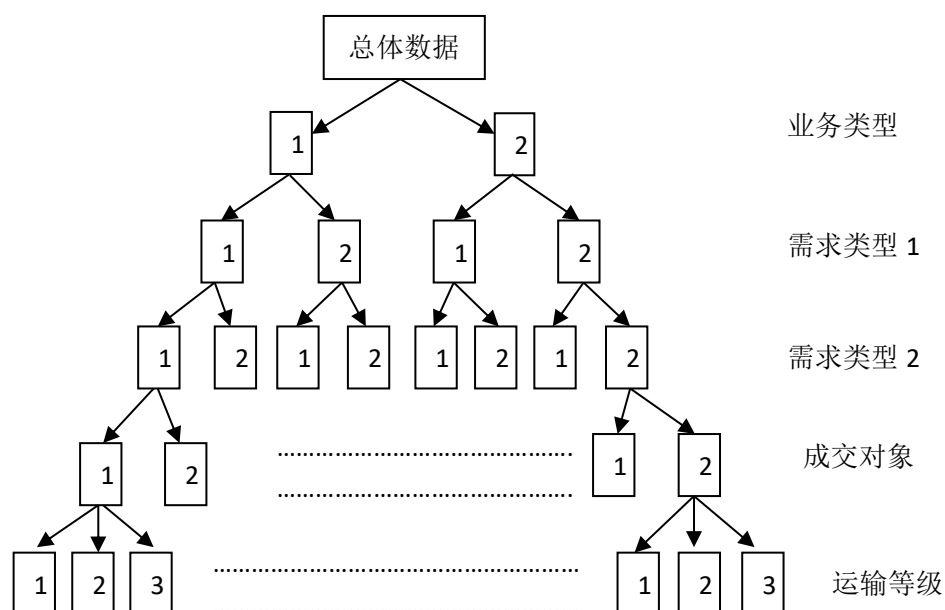 总体数据
1 2 业务类型
1 2 1 2 需求类型 1
1 2 1 2 1 2 1 2 需求类型 2
1 2 ........................................ 1 2 成交对象
........................................
1 2 3 ................................................. 1 2 3 运输等级